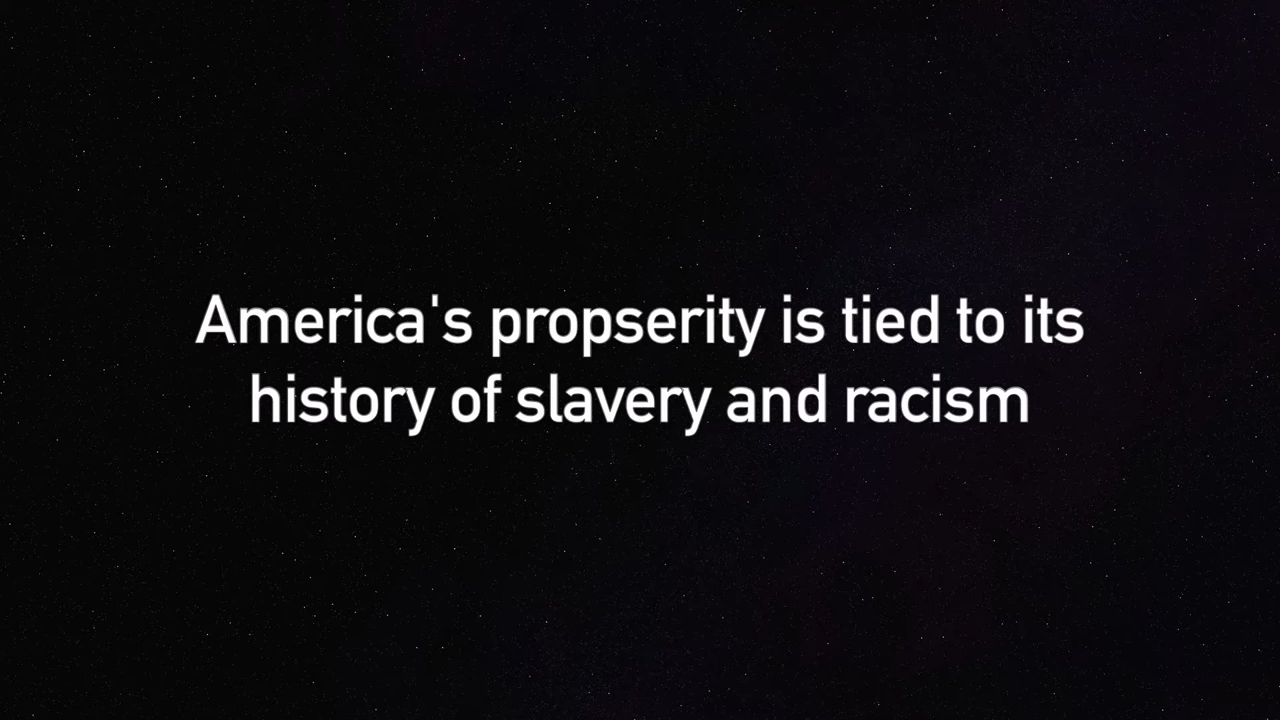 America's propserity is tied to its
history of slavery and racism